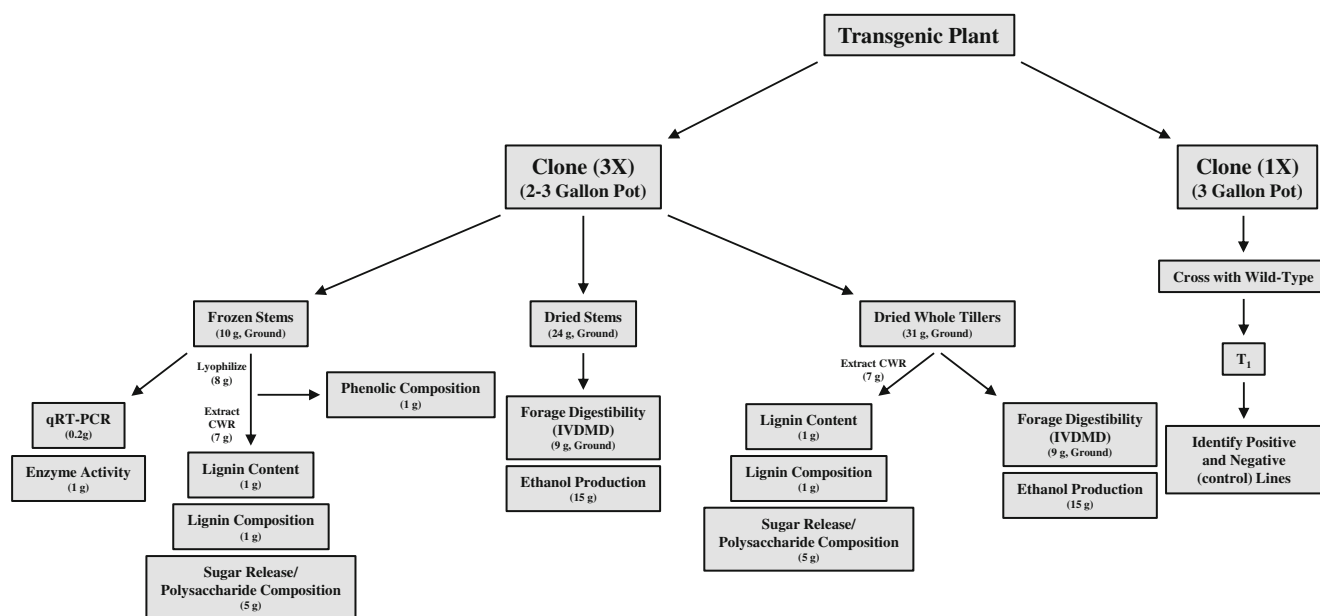 Transgenic Plant
Clone (3X)
(2-3 Gallon Pot)
Clone (1X)
(3 Gallon Pot)
Cross with Wild-Type
T1
Identify Positive
and Negative
(control) Lines
Frozen Stems
(10 g, Ground)
Dried Stems
(24 g, Ground)
Dried Whole Tillers
(31 g, Ground)
Lyophilize
(8 g)
Extract
CWR
(7 g)
Phenolic Composition
(1 g)
qRT-PCR
(0.2g)
Enzyme Activity
(1 g)
Lignin Content
(1 g)
Lignin Composition
(1 g)
Sugar Release/
Polysaccharide Composition
(5 g)
Forage Digestibility
(IVDMD)
(9 g, Ground)
Ethanol Production
(15 g)
Extract CWR
(7 g)
Lignin Content
(1 g)
Lignin Composition
(1 g)
Sugar Release/
Polysaccharide Composition
(5 g)
Forage Digestibility
(IVDMD)
(9 g, Ground)
Ethanol Production
(15 g)